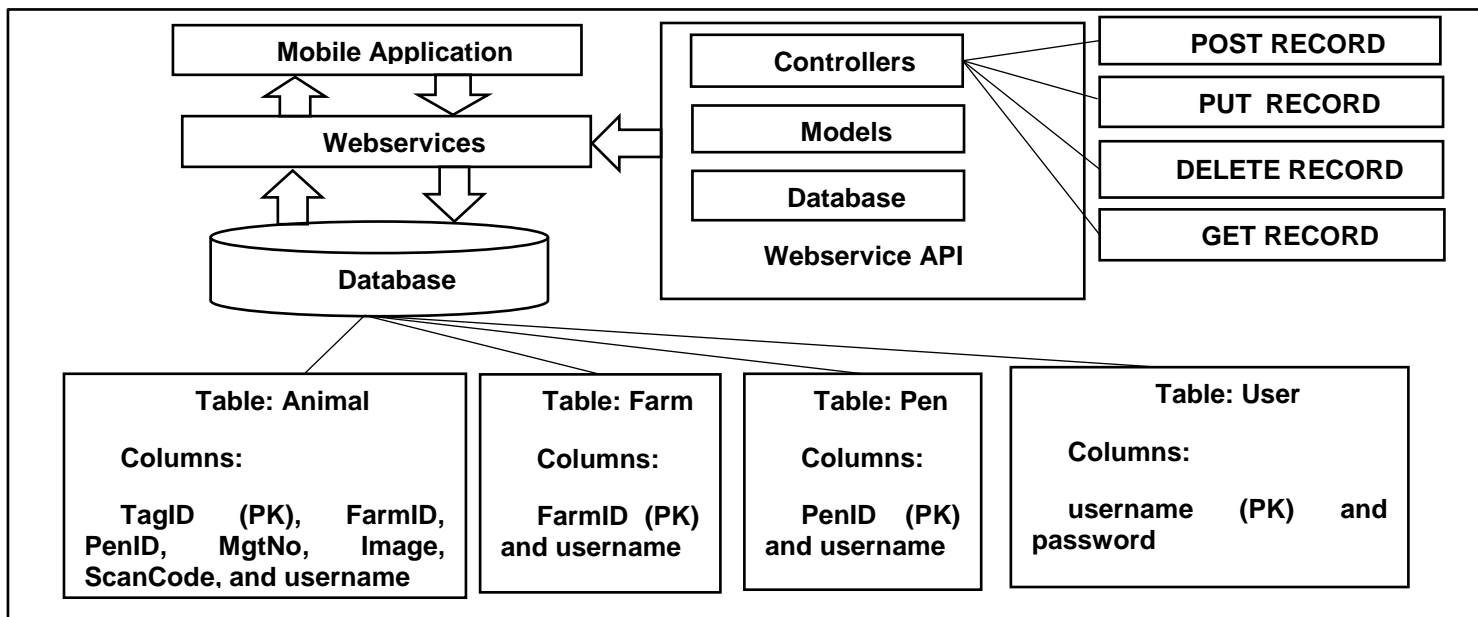 Mobile Application
Webservices
Database
Controllers
Models
Database
Webservice API
POST RECORD
PUT RECORD
DELETE RECORD
GET RECORD
Table: Animal
Columns:
TagID (PK), FarmID,
PenID, MgtNo, Image,
ScanCode, and username
Table: Farm
Columns:
FarmID (PK)
and username
Table: Pen
Columns:
PenID (PK)
and username
Table: User
Columns:
username (PK) and
password